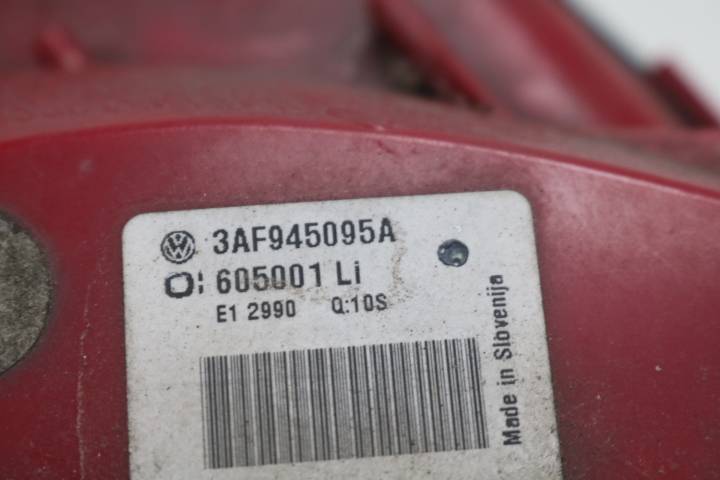 3AF945095A
605001 Li
E1 2990 Q:10S
Made in Slovenija